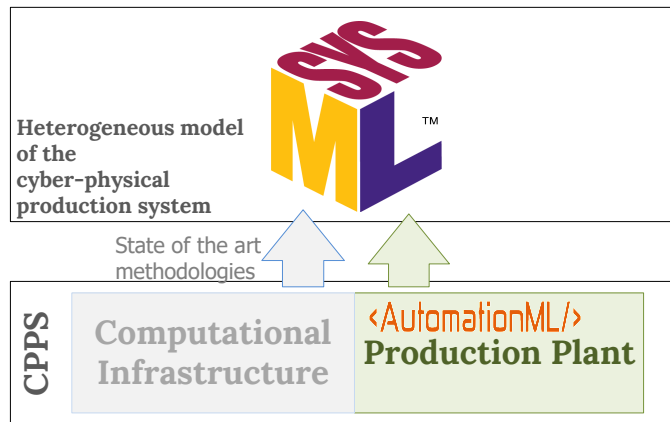 SYS
ML
™
Heterogeneous model
of the
cyber-physical
production system
State of the art
methodologies
CPPS
Computational
Infrastructure
<AutomationML/>
Production Plant